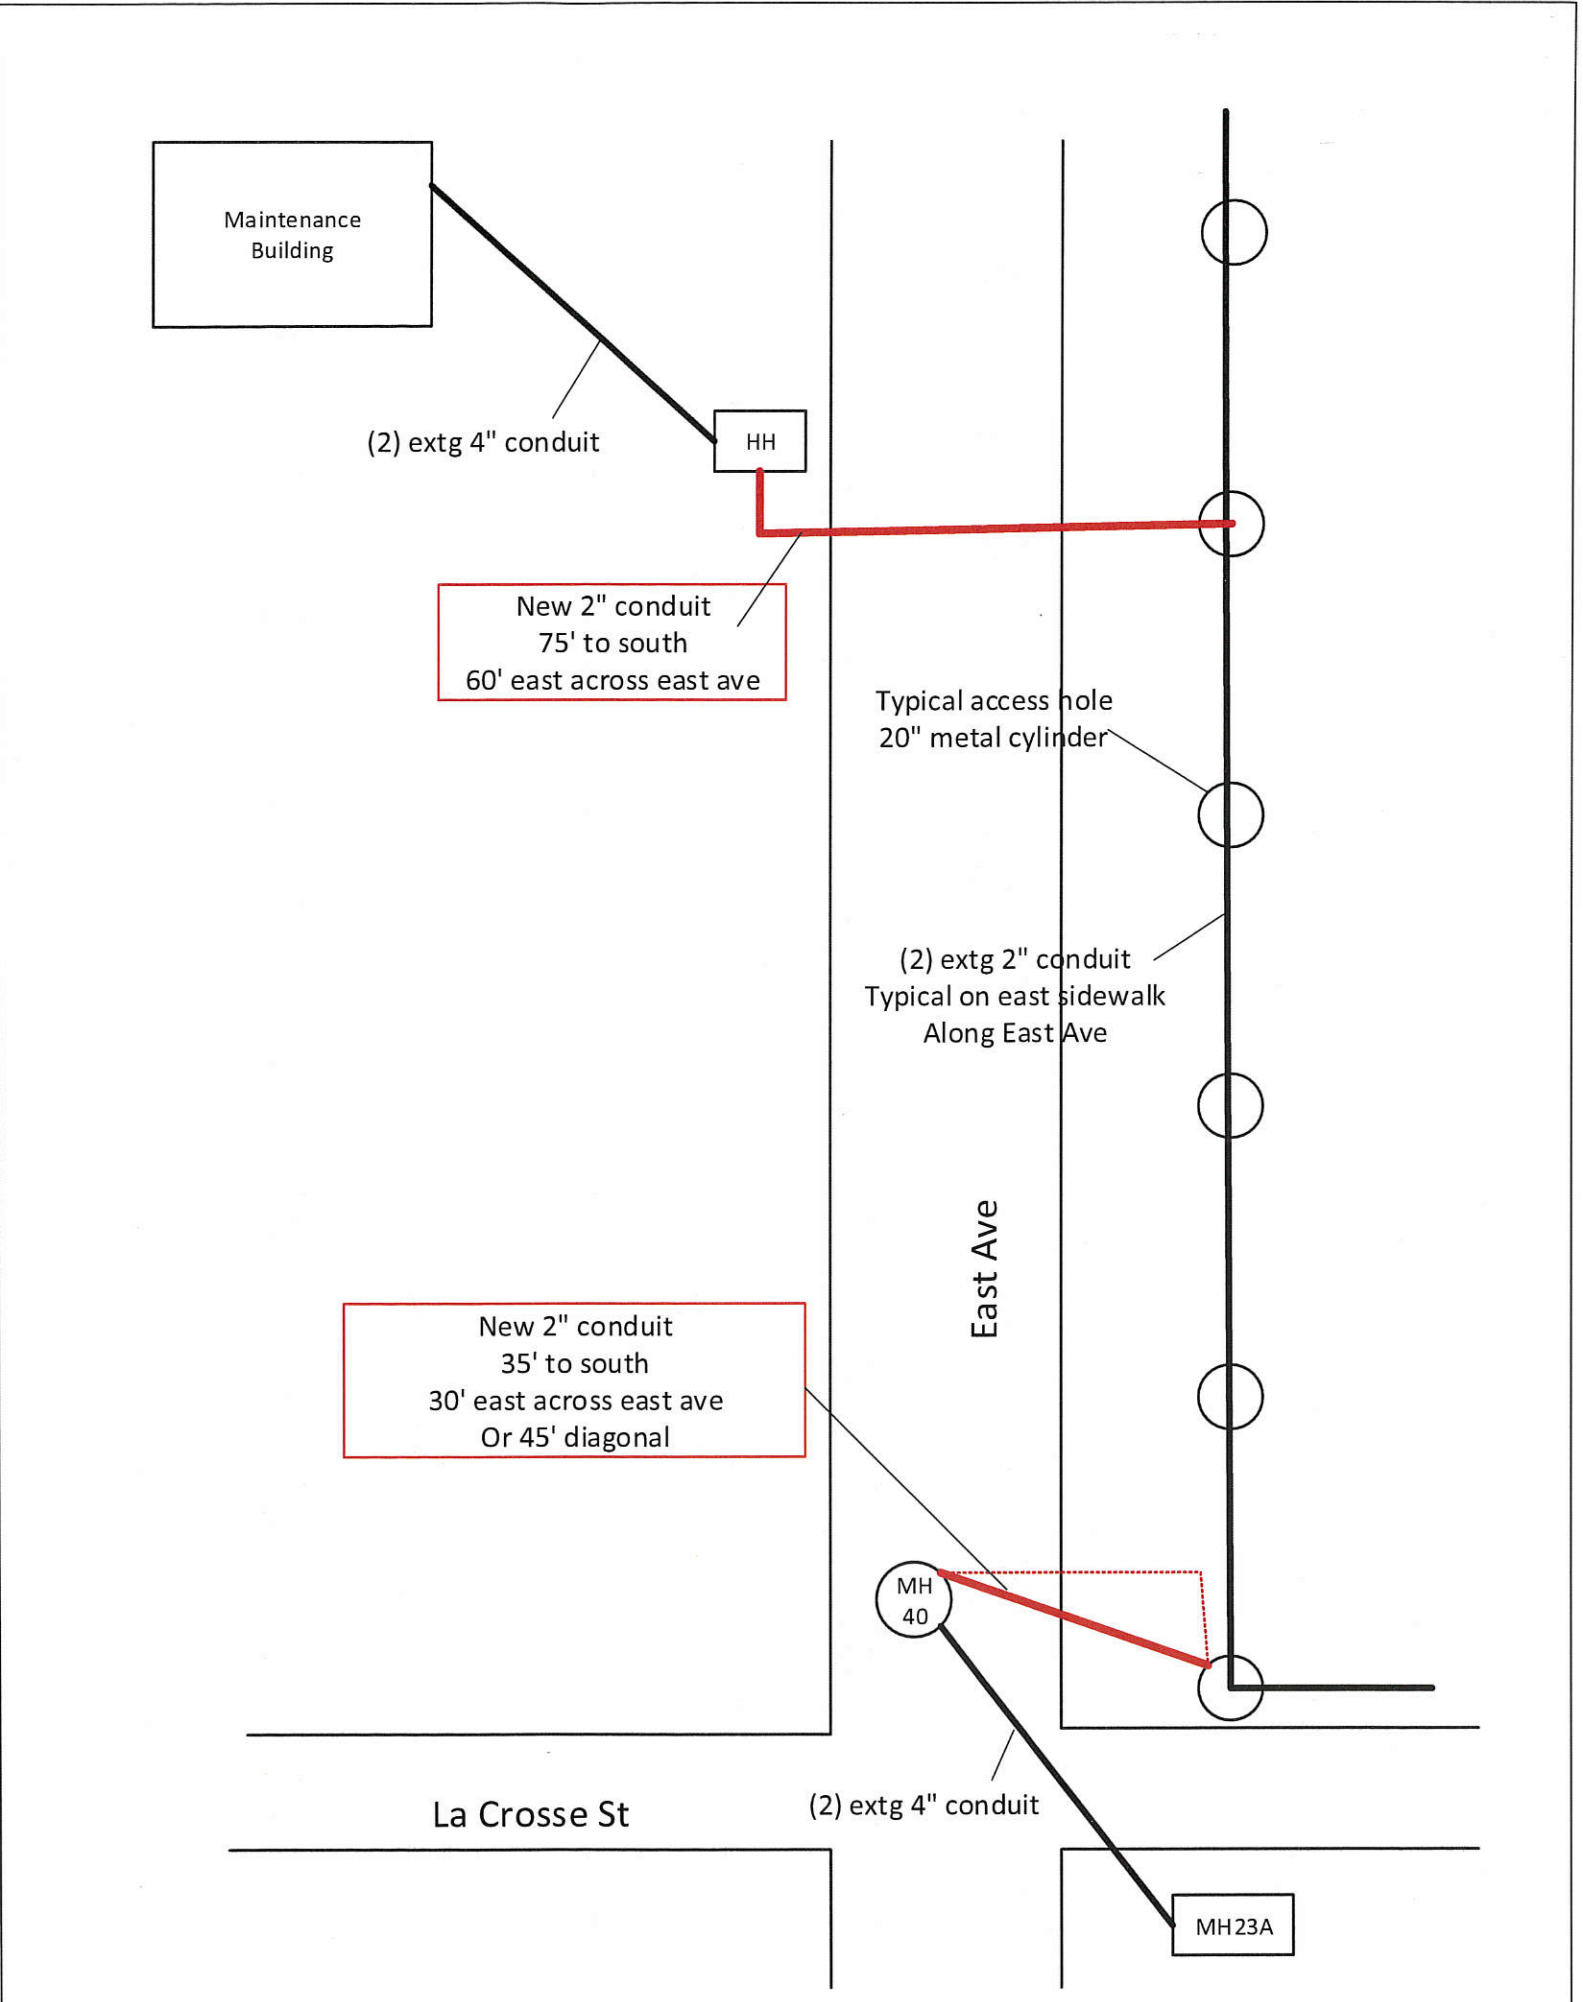 Maintenance
Building
(2) extg 4" conduit
HH
New 2" conduit
75' to south
60' east across east ave
Typical access hole
20" metal cylinder
(2) extg 2" conduit
Typical on east sidewalk
Along East Ave
East Ave
New 2" conduit
35' to south
30' east across east ave
Or 45' diagonal
MH
40
(2) extg 4" conduit
La Crosse St
MH23A